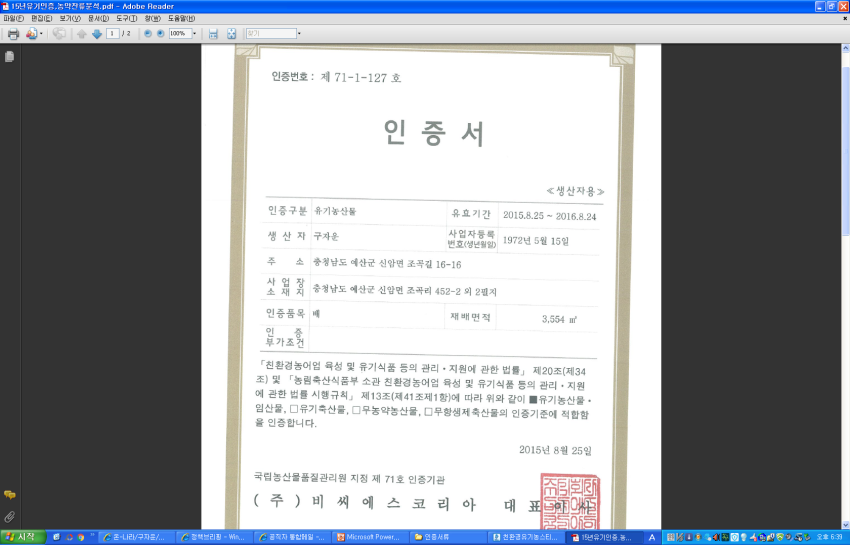 15년유기인증,농약잔류분석.pdf - Adobe Reader
파일(F) 편집(E) 보기(V) 문서(D) 도구(T) 창(W) 도움말(H)
1 / 2 100% 찾기
인증번호 : 제 71-1-127 호
인 증 서
≪생산자용≫
인증구분 유기농산물 유효기간 2015.8.25 ~ 2016.8.24
생 산 자 구자운 사업자등록 번호(생년월일) 1972년 5월 15일
주 소 충청남도 예산군 신암면 조곡길 16-16
사 업 장 소 재 지 충청남도 예산군 신암면 조곡리 452-2 외 2필지
인증품목 배 재배면적 3,554 ㎡
인 증 부가조건
「친환경농어업 육성 및 유기식품 등의 관리・지원에 관한 법률」 제20조(제34
조) 및 「농림축산식품부 소관 친환경농어업 육성 및 유기식품 등의 관리・지원
에 관한 법률 시행규칙」 제13조(제41조제1항)에 따라 위와 같이 ■유기농산물・
임산물, □유기축산물, □무농약농산물, □무항생제축산물의 인증기준에 적합함
을 인증합니다.
2015년 8월 25일
국립농산물품질관리원 지정 제 71호 인증기관
( 주 ) 비 씨 에 스 코 리 아 대 표 이 사
시작 온-나라/구자운/... 정책브리핑 - Win... 공직자 통합메일 -... Microsoft Power... 인증서류 친환경유기농스티... 15년유기인증,농... A 오후 6:39